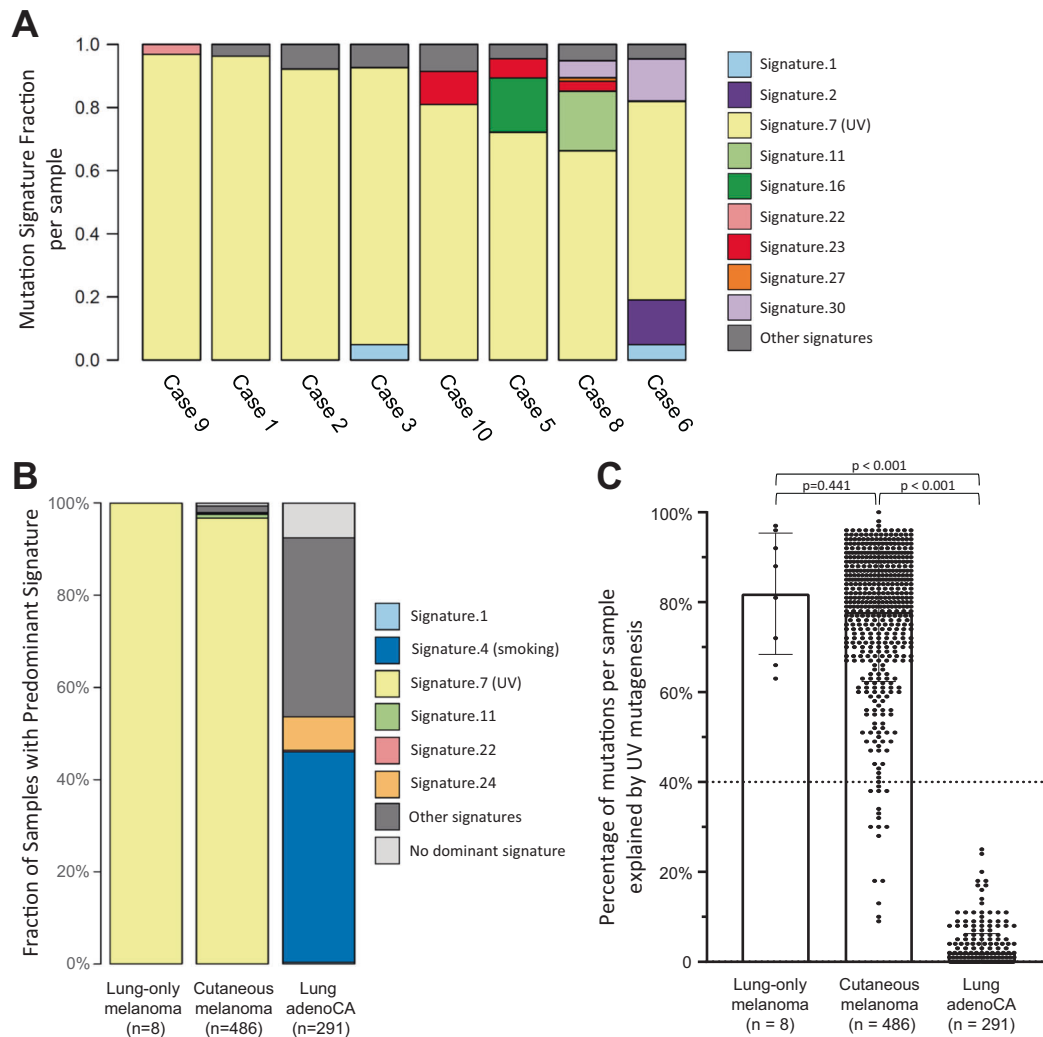 A
Mutation Signature Fraction
per sample
1.0
0.8
0.6
0.4
0.2
0.0
Case 9
Case 1
Case 2
Case 3
Case 10
Case 5
Case 8
Case 6
Signature.1
Signature.2
Signature.7 (UV)
Signature.11
Signature.16
Signature.22
Signature.23
Signature.27
Signature.30
Other signatures
B
Fraction of Samples with Predominant Signature
100%
80%
60%
40%
20%
0%
Lung-only
melanoma
(n=8)
Cutaneous
melanoma
(n=486)
Lung
adenoCA
(n=291)
Signature.1
Signature.4 (smoking)
Signature.7 (UV)
Signature.11
Signature.22
Signature.24
Other signatures
No dominant signature
C
p < 0.001
p=0.441
p < 0.001
Percentage of mutations per sample
explained by UV mutagenesis
100%
80%
60%
40%
20%
0%
Lung-only
melanoma
(n = 8)
Cutaneous
melanoma
(n = 486)
Lung
adenoCA
(n = 291)